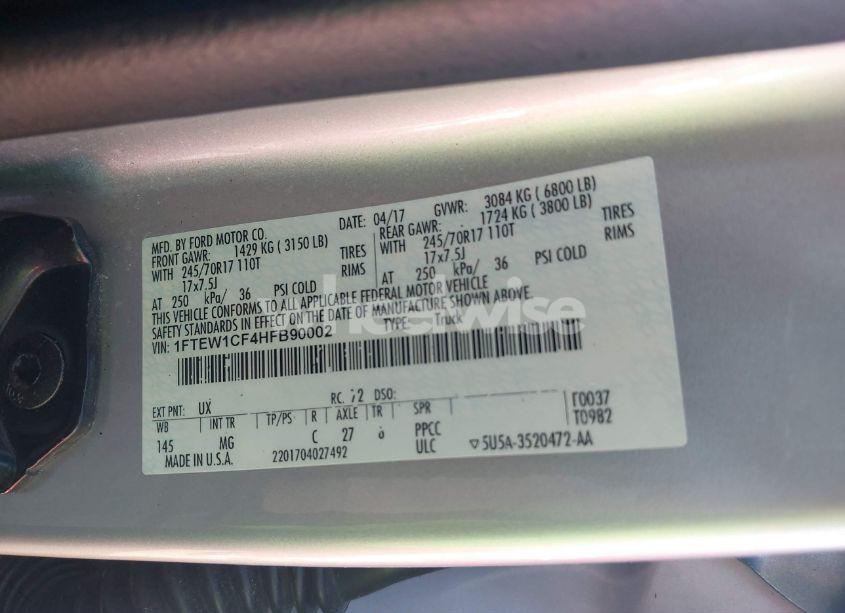 MFD. BY FORD MOTOR CO. DATE: 04/17 GVWR: 3084 KG ( 6800 LB)
FRONT GAWR: 1429 KG ( 3150 LB) REAR GAWR: 1724 KG ( 3800 LB)
WITH 245/70R17 110T TIRES WITH 245/70R17 110T TIRES
17x7.5J RIMS 17x7.5J RIMS
AT 250 kPa/ 36 PSI COLD AT 250 kPa/ 36 PSI COLD
THIS VEHICLE CONFORMS TO ALL APPLICABLE FEDERAL MOTOR VEHICLE
SAFETY STANDARDS IN EFFECT ON THE DATE OF MANUFACTURE SHOWN ABOVE.
VIN: 1FTEW1CF4HFB90002 TYPE: Truck
wheelwise
EXT PNT: UX RC: 72 DSO:
WB INT TR TP/PS R AXLE TR SPR
145 MG C 27 6 PPCC
MADE IN U.S.A. 2201704027492 ULC 5U5A-3520472-AA
T0982